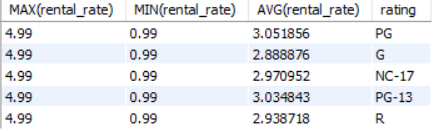 MAX(rental_rate) MIN(rental_rate) AVG(rental_rate) rating
4.99 0.99 3.051856 PG
4.99 0.99 2.888876 G
4.99 0.99 2.970952 NC-17
4.99 0.99 3.034843 PG-13
4.99 0.99 2.938718 R